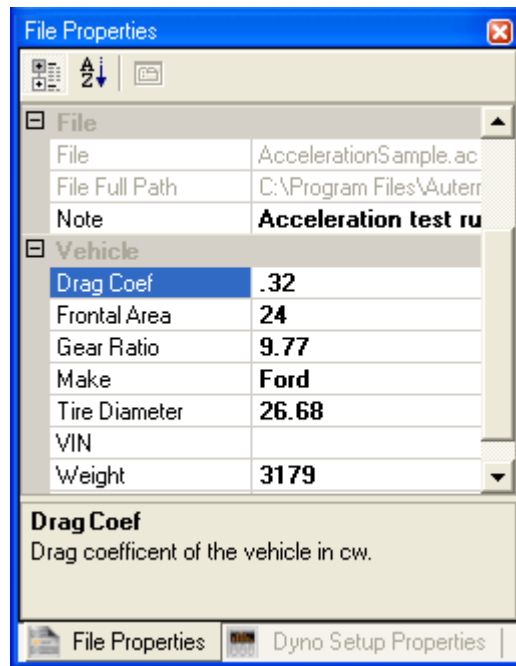 File Properties
File
File AccelerationSample.ac
File Full Path C:\Program Files\Auterr
Note Acceleration test ru
Vehicle
Drag Coef .32
Frontal Area 24
Gear Ratio 9.77
Make Ford
Tire Diameter 26.68
VIN
Weight 3179
Drag Coef
Drag coefficent of the vehicle in cw.
File Properties Dyno Setup Properties